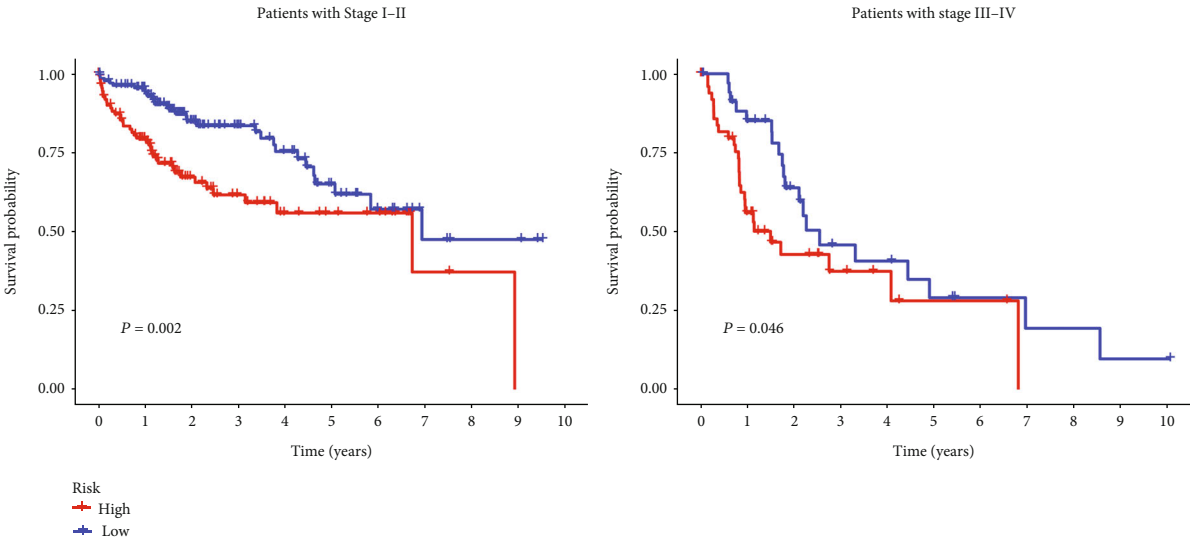 Patients with Stage I–II
Survival probability
1.00
0.75
0.50
0.25
0.00
P = 0.002
0 1 2 3 4 5 6 7 8 9 10
Time (years)
Patients with stage III–IV
Survival probability
1.00
0.75
0.50
0.25
0.00
P = 0.046
0 1 2 3 4 5 6 7 8 9 10
Time (years)
Risk
High
Low